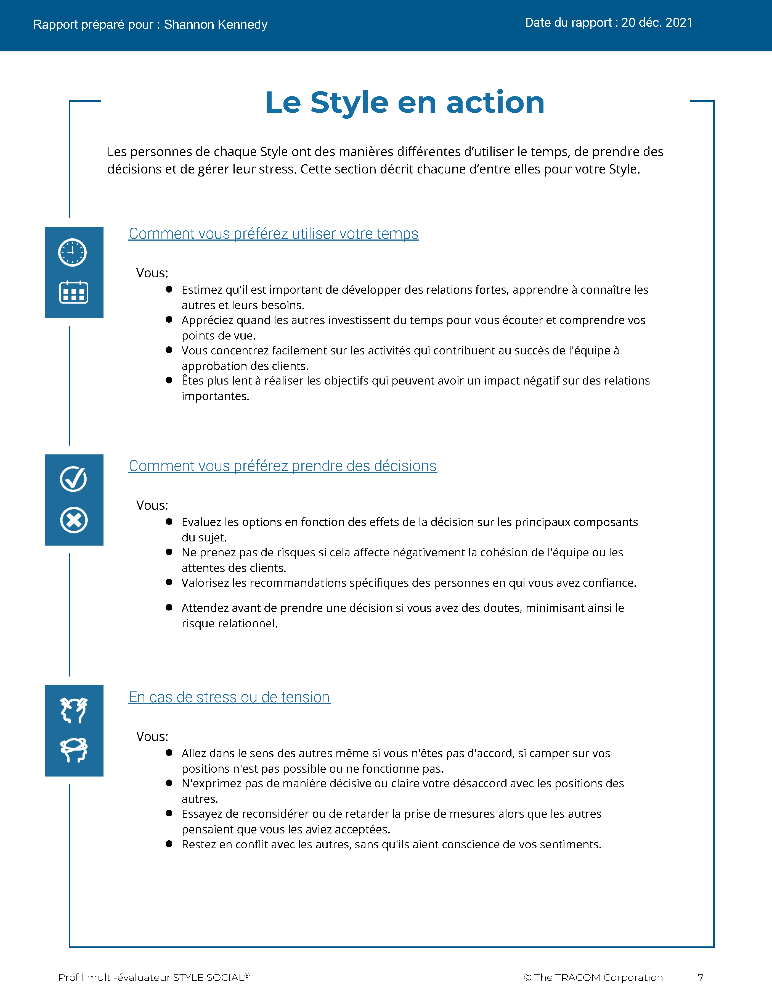 Rapport préparé pour : Shannon Kennedy
Date du rapport : 20 déc. 2021
Le Style en action
Les personnes de chaque Style ont des manières différentes d’utiliser le temps, de prendre des
décisions et de gérer leur stress. Cette section décrit chacune d’entre elles pour votre Style.
Comment vous préférez utiliser votre temps
Vous:
● Estimez qu'il est important de développer des relations fortes, apprendre à connaître les
autres et leurs besoins.
● Appréciez quand les autres investissent du temps pour vous écouter et comprendre vos
points de vue.
● Vous concentrez facilement sur les activités qui contribuent au succès de l'équipe à
approbation des clients.
● Êtes plus lent à réaliser les objectifs qui peuvent avoir un impact négatif sur des relations
importantes.
Comment vous préférez prendre des décisions
Vous:
● Evaluez les options en fonction des effets de la décision sur les principaux composants
du sujet.
● Ne prenez pas de risques si cela affecte négativement la cohésion de l'équipe ou les
attentes des clients.
● Valorisez les recommandations spécifiques des personnes en qui vous avez confiance.
● Attendez avant de prendre une décision si vous avez des doutes, minimisant ainsi le
risque relationnel.
En cas de stress ou de tension
Vous:
● Allez dans le sens des autres même si vous n'êtes pas d'accord, si camper sur vos
positions n'est pas possible ou ne fonctionne pas.
● N'exprimez pas de manière décisive ou claire votre désaccord avec les positions des
autres.
● Essayez de reconsidérer ou de retarder la prise de mesures alors que les autres
pensaient que vous les aviez acceptées.
● Restez en conflit avec les autres, sans qu'ils aient conscience de vos sentiments.
Profil multi-évaluateur STYLE SOCIAL®
© The TRACOM Corporation 7